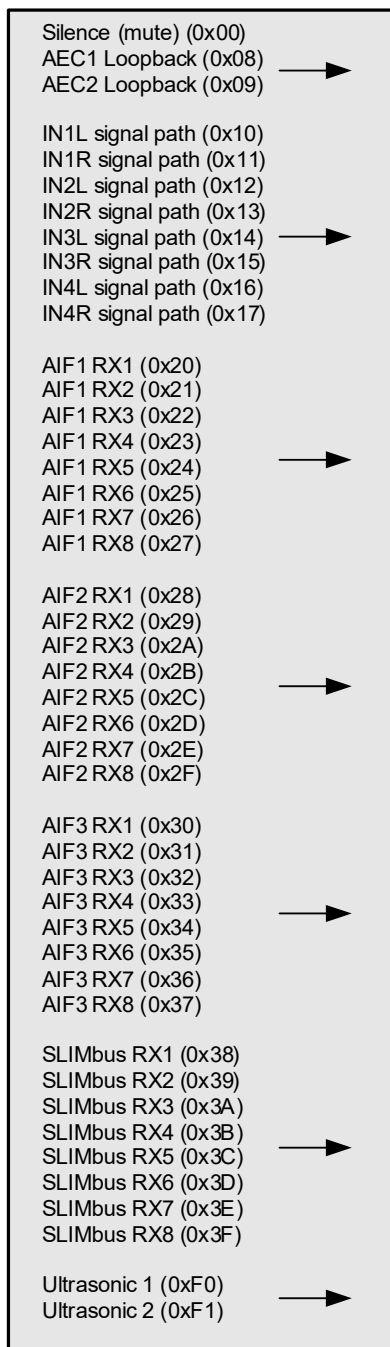 Silence (mute) (0x00)
AEC1 Loopback (0x08)
AEC2 Loopback (0x09)
IN1L signal path (0x10)
IN1R signal path (0x11)
IN2L signal path (0x12)
IN2R signal path (0x13)
IN3L signal path (0x14)
IN3R signal path (0x15)
IN4L signal path (0x16)
IN4R signal path (0x17)
AIF1 RX1 (0x20)
AIF1 RX2 (0x21)
AIF1 RX3 (0x22)
AIF1 RX4 (0x23)
AIF1 RX5 (0x24)
AIF1 RX6 (0x25)
AIF1 RX7 (0x26)
AIF1 RX8 (0x27)
AIF2 RX1 (0x28)
AIF2 RX2 (0x29)
AIF2 RX3 (0x2A)
AIF2 RX4 (0x2B)
AIF2 RX5 (0x2C)
AIF2 RX6 (0x2D)
AIF2 RX7 (0x2E)
AIF2 RX8 (0x2F)
AIF3 RX1 (0x30)
AIF3 RX2 (0x31)
AIF3 RX3 (0x32)
AIF3 RX4 (0x33)
AIF3 RX5 (0x34)
AIF3 RX6 (0x35)
AIF3 RX7 (0x36)
AIF3 RX8 (0x37)
SLIMbus RX1 (0x38)
SLIMbus RX2 (0x39)
SLIMbus RX3 (0x3A)
SLIMbus RX4 (0x3B)
SLIMbus RX5 (0x3C)
SLIMbus RX6 (0x3D)
SLIMbus RX7 (0x3E)
SLIMbus RX8 (0x3F)
Ultrasonic 1 (0xF0)
Ultrasonic 2 (0xF1)